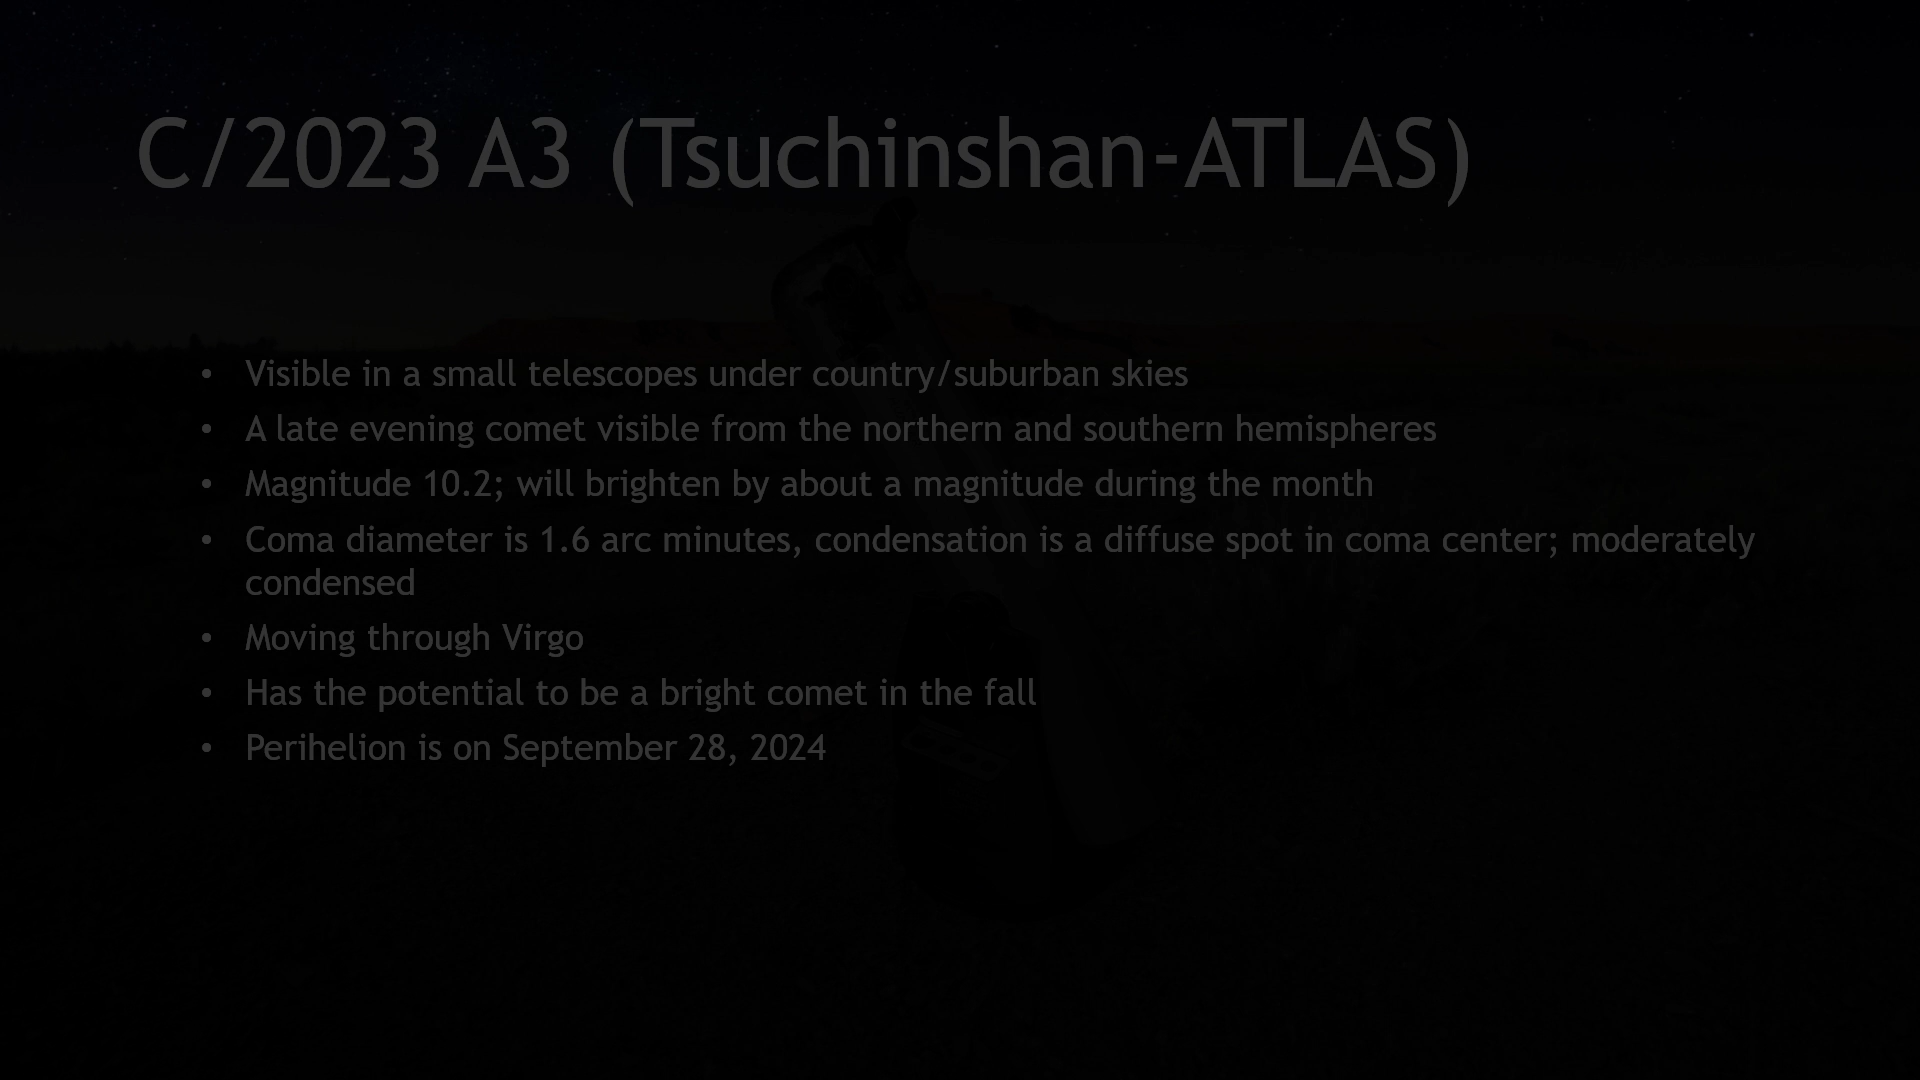 C/2023 A3 (Tsuchinshan-ATLAS)
• Visible in a small telescopes under country/suburban skies
• A late evening comet visible from the northern and southern hemispheres
• Magnitude 10.2; will brighten by about a magnitude during the month
• Coma diameter is 1.6 arc minutes, condensation is a diffuse spot in coma center; moderately
condensed
• Moving through Virgo
• Has the potential to be a bright comet in the fall
• Perihelion is on September 28, 2024